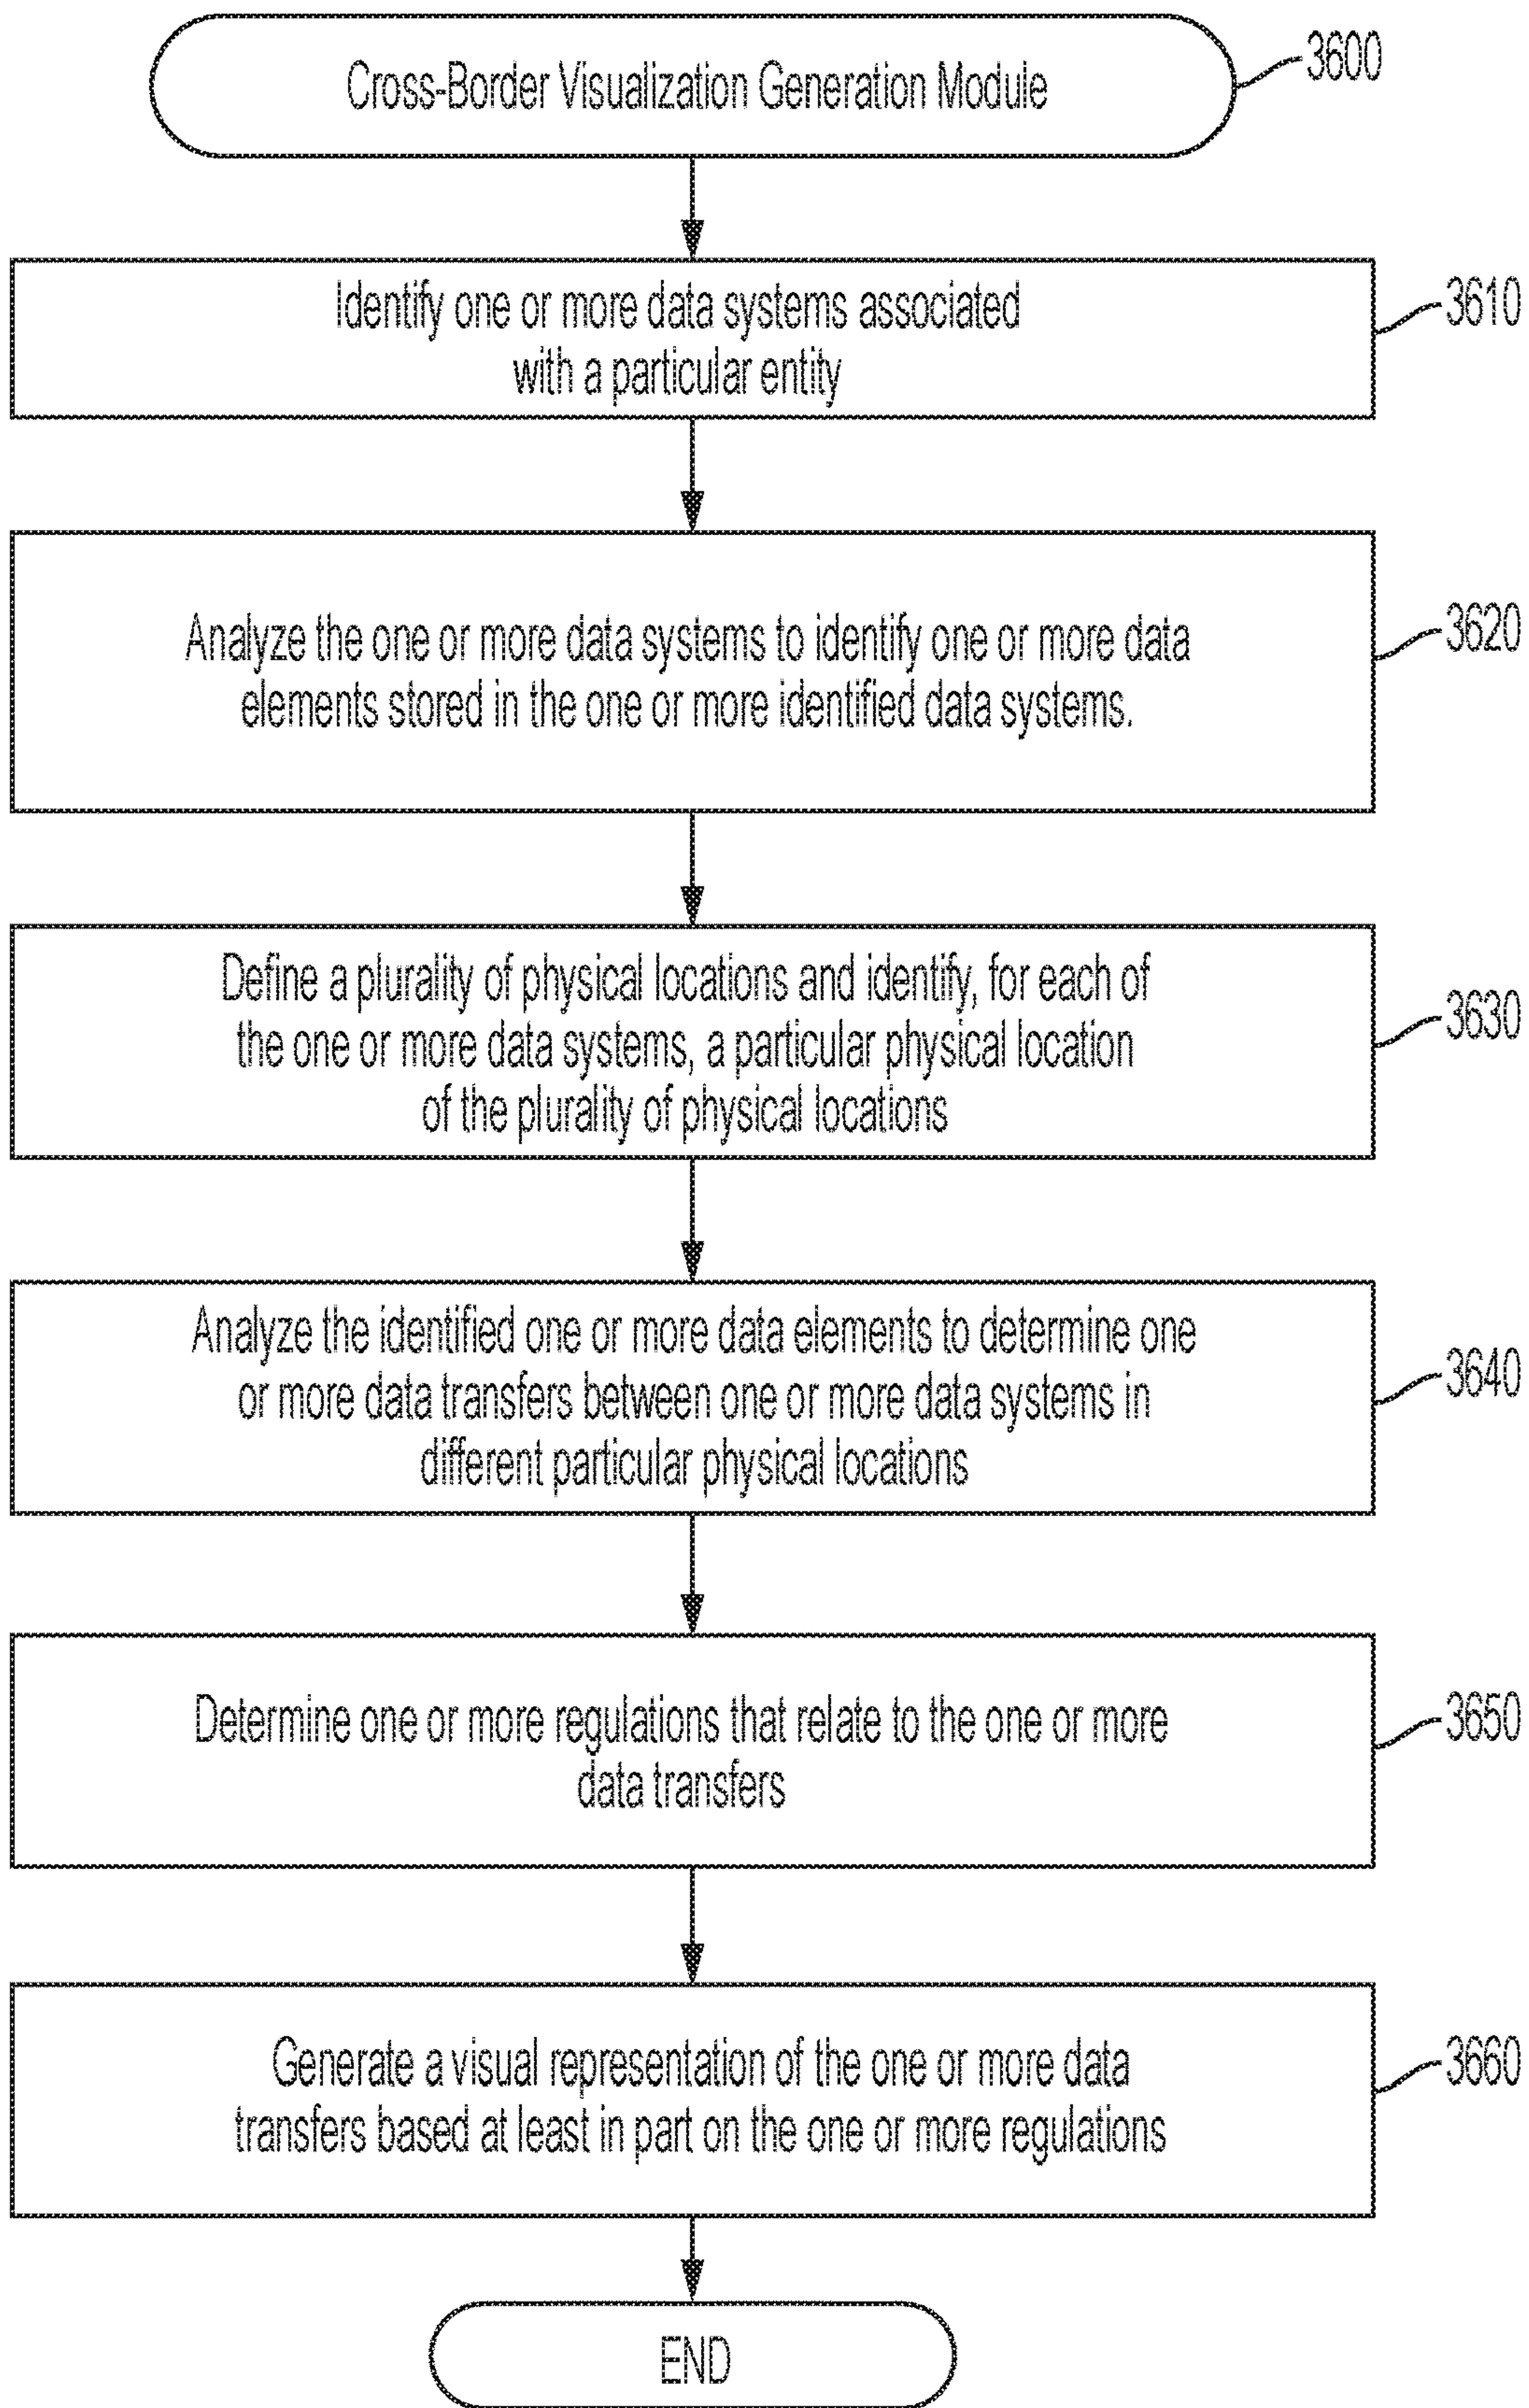 Cross-Border Visualization Generation Module
3600
Identify one or more data systems associated
with a particular entity
3610
Analyze the one or more data systems to identify one or more data
elements stored in the one or more identified data systems.
3620
Define a plurality of physical locations and identify, for each of
the one or more data systems, a particular physical location
of the plurality of physical locations
3630
Analyze the identified one or more data elements to determine one
or more data transfers between one or more data systems in
different particular physical locations
3640
Determine one or more regulations that relate to the one or more
data transfers
3650
Generate a visual representation of the one or more data
transfers based at least in part on the one or more regulations
3660
END